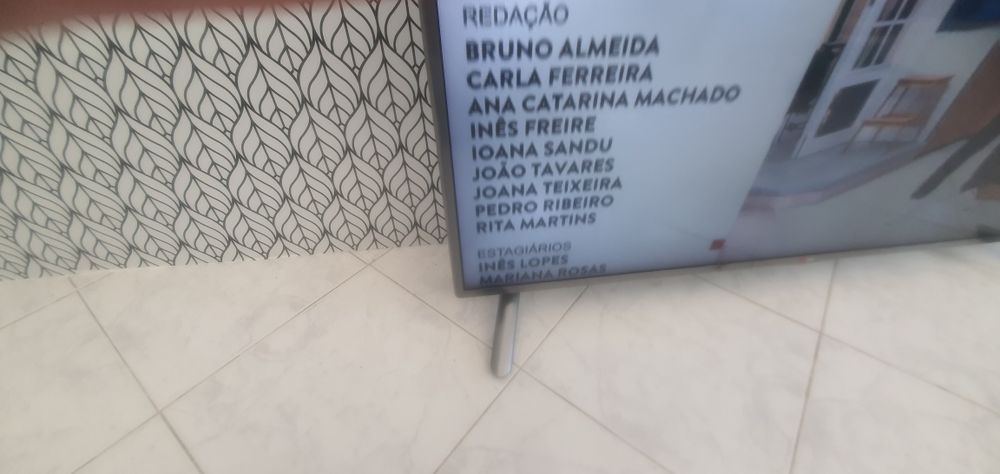 REDAÇÃO
BRUNO ALMEIDA
CARLA FERREIRA
ANA CATARINA MACHADO
INÊS FREIRE
IOANA SANDU
JOÃO TAVARES
JOANA TEIXEIRA
PEDRO RIBEIRO
RITA MARTINS
ESTAGIÁRIOS
INÊS LOPES
MARIANA ROSAS